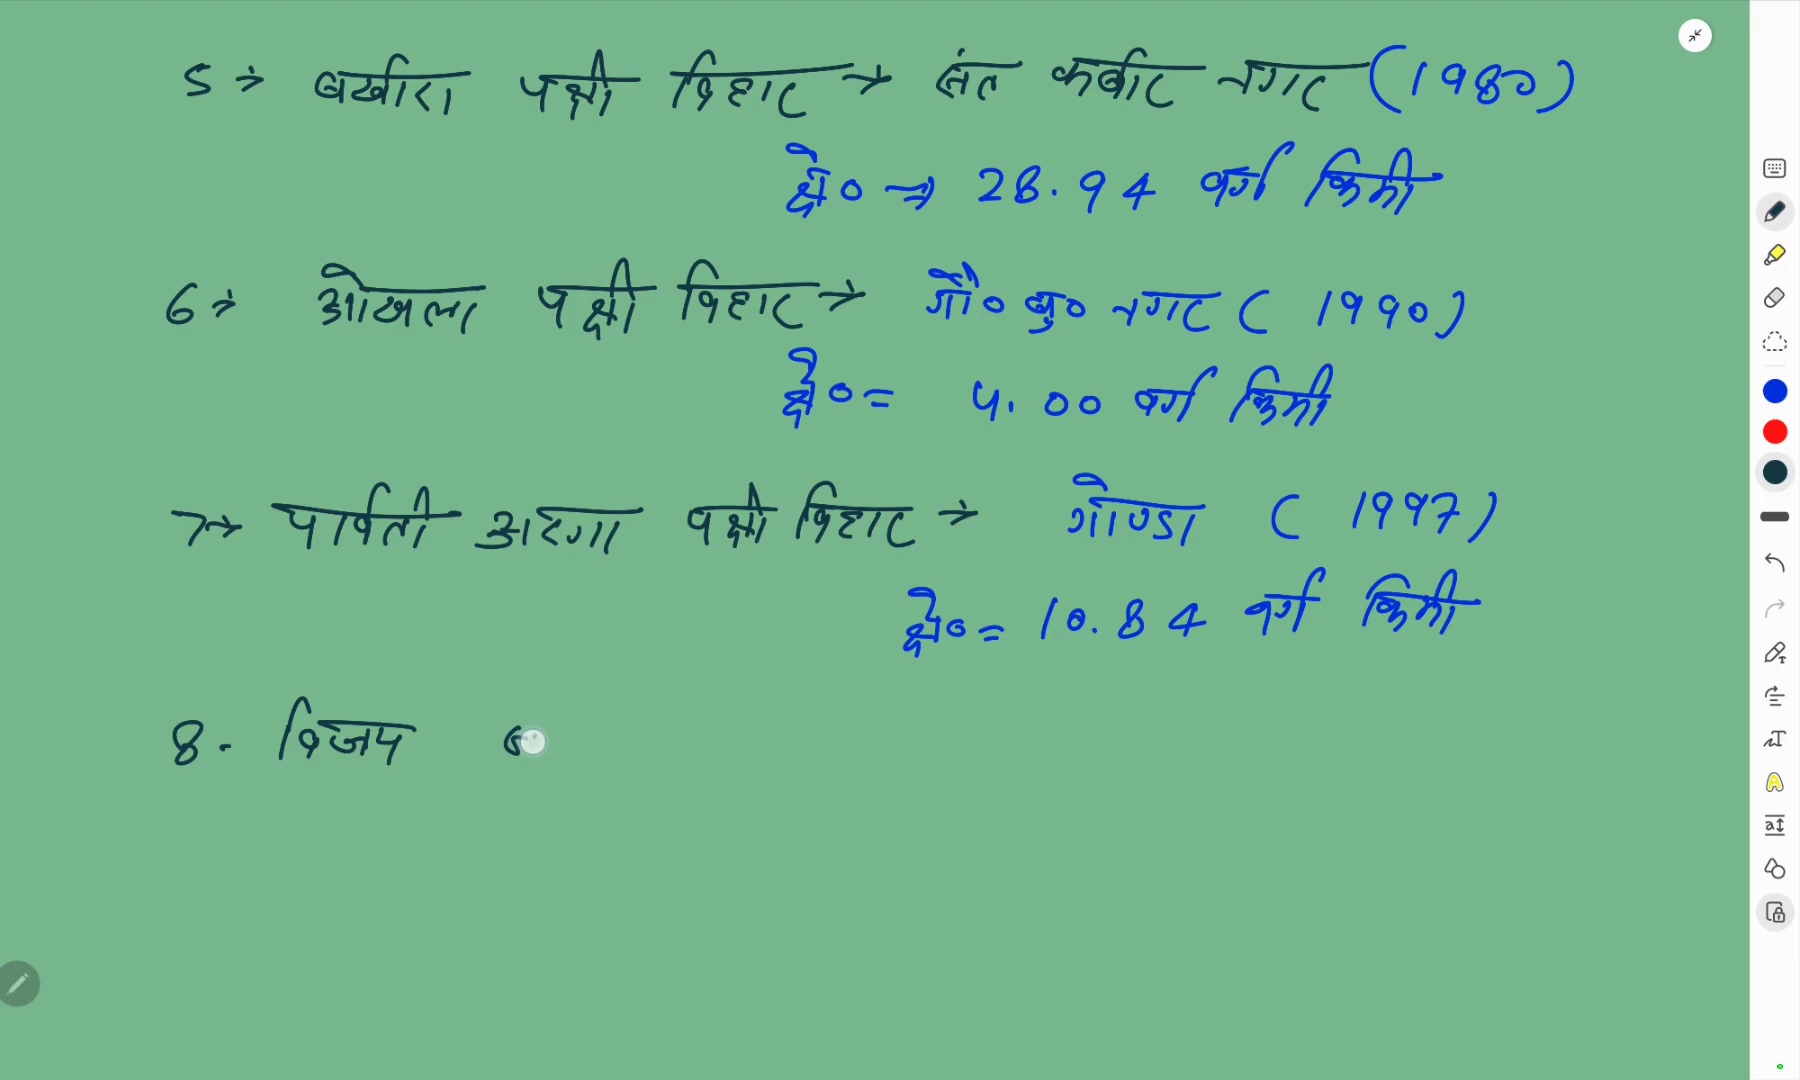 5 → बखीरा पक्षी विहार → संत कबीर नगर (1980)
क्षे० → 28.94 वर्ग किमी
6 → ओखला पक्षी विहार → गौ० बु० नगर (1990)
क्षे० = 4.00 वर्ग किमी
7 → पार्वती अरगा पक्षी विहार → गोण्डा (1997)
क्षे० = 10.84 वर्ग किमी
8. विजय